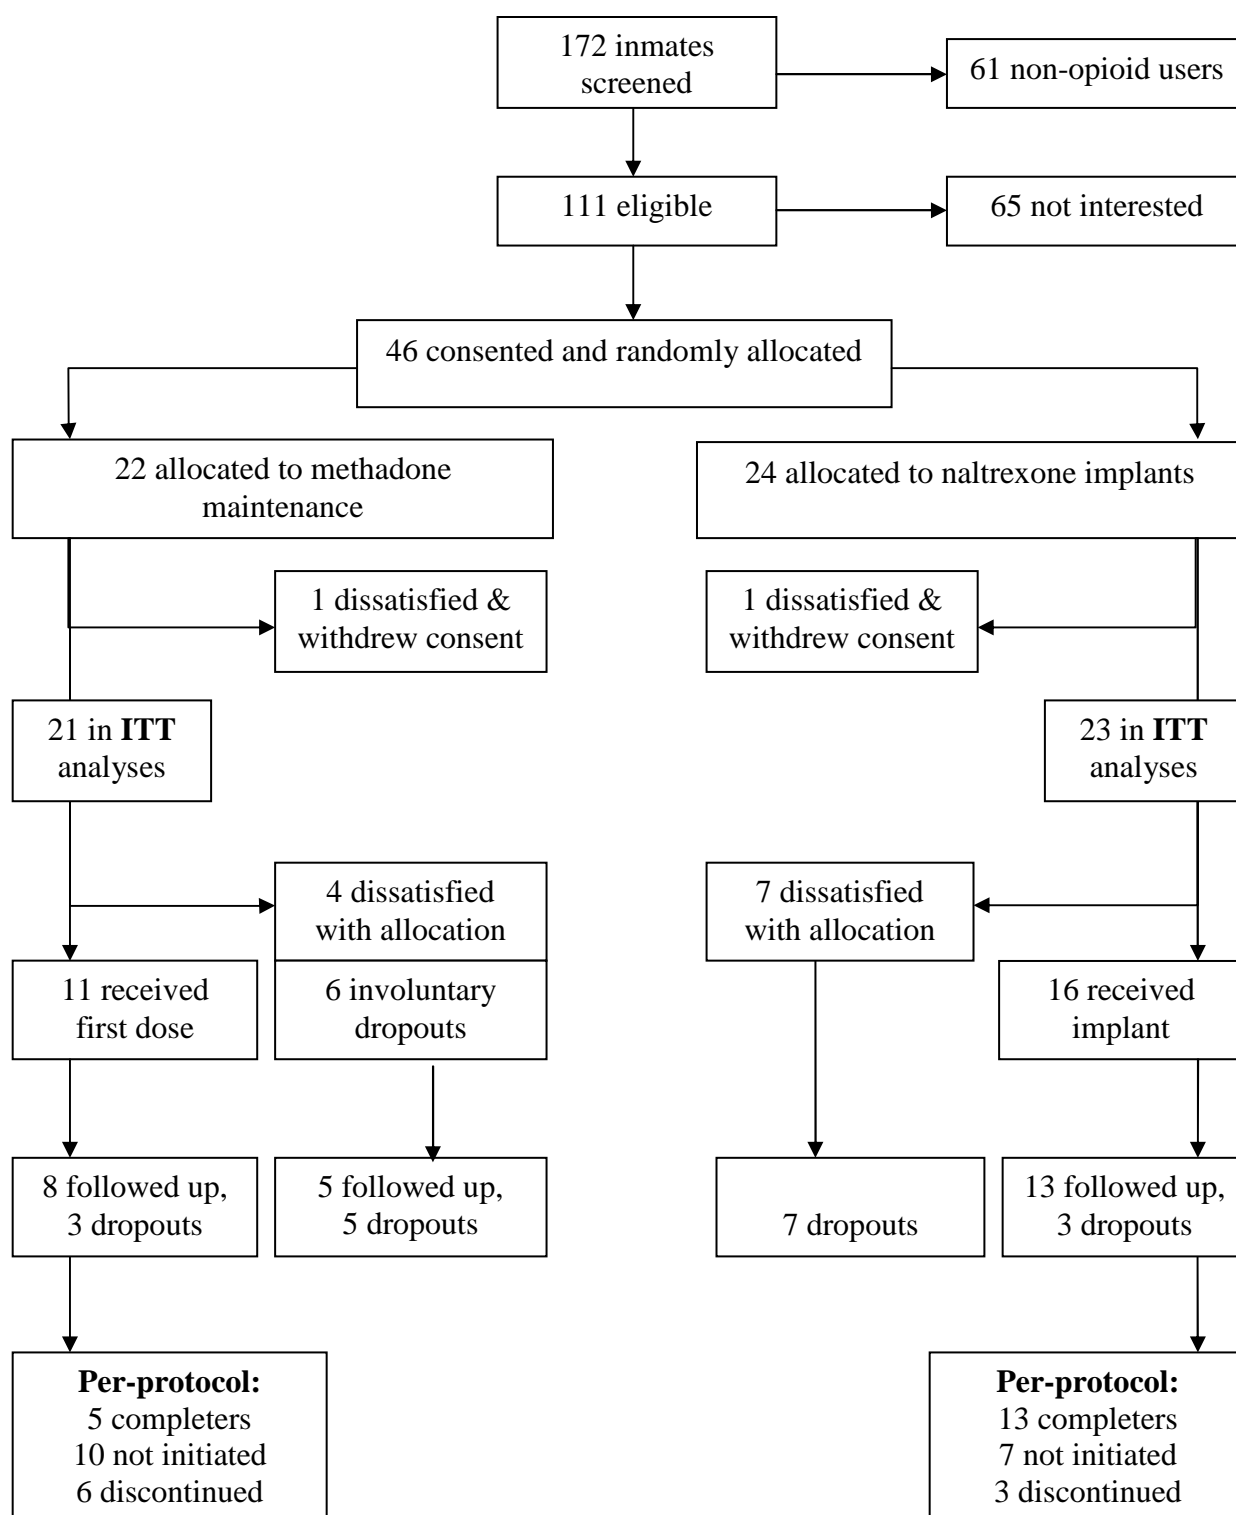 172 inmates
screened
61 non-opioid users
111 eligible
65 not interested
46 consented and randomly allocated
22 allocated to methadone
maintenance
24 allocated to naltrexone implants
1 dissatisfied &
withdrew consent
1 dissatisfied &
withdrew consent
21 in ITT
analyses
23 in ITT
analyses
4 dissatisfied
with allocation
7 dissatisfied
with allocation
11 received
first dose
6 involuntary
dropouts
16 received
implant
8 followed up,
3 dropouts
5 followed up,
5 dropouts
7 dropouts
13 followed up,
3 dropouts
Per-protocol:
5 completers
10 not initiated
6 discontinued
Per-protocol:
13 completers
7 not initiated
3 discontinued